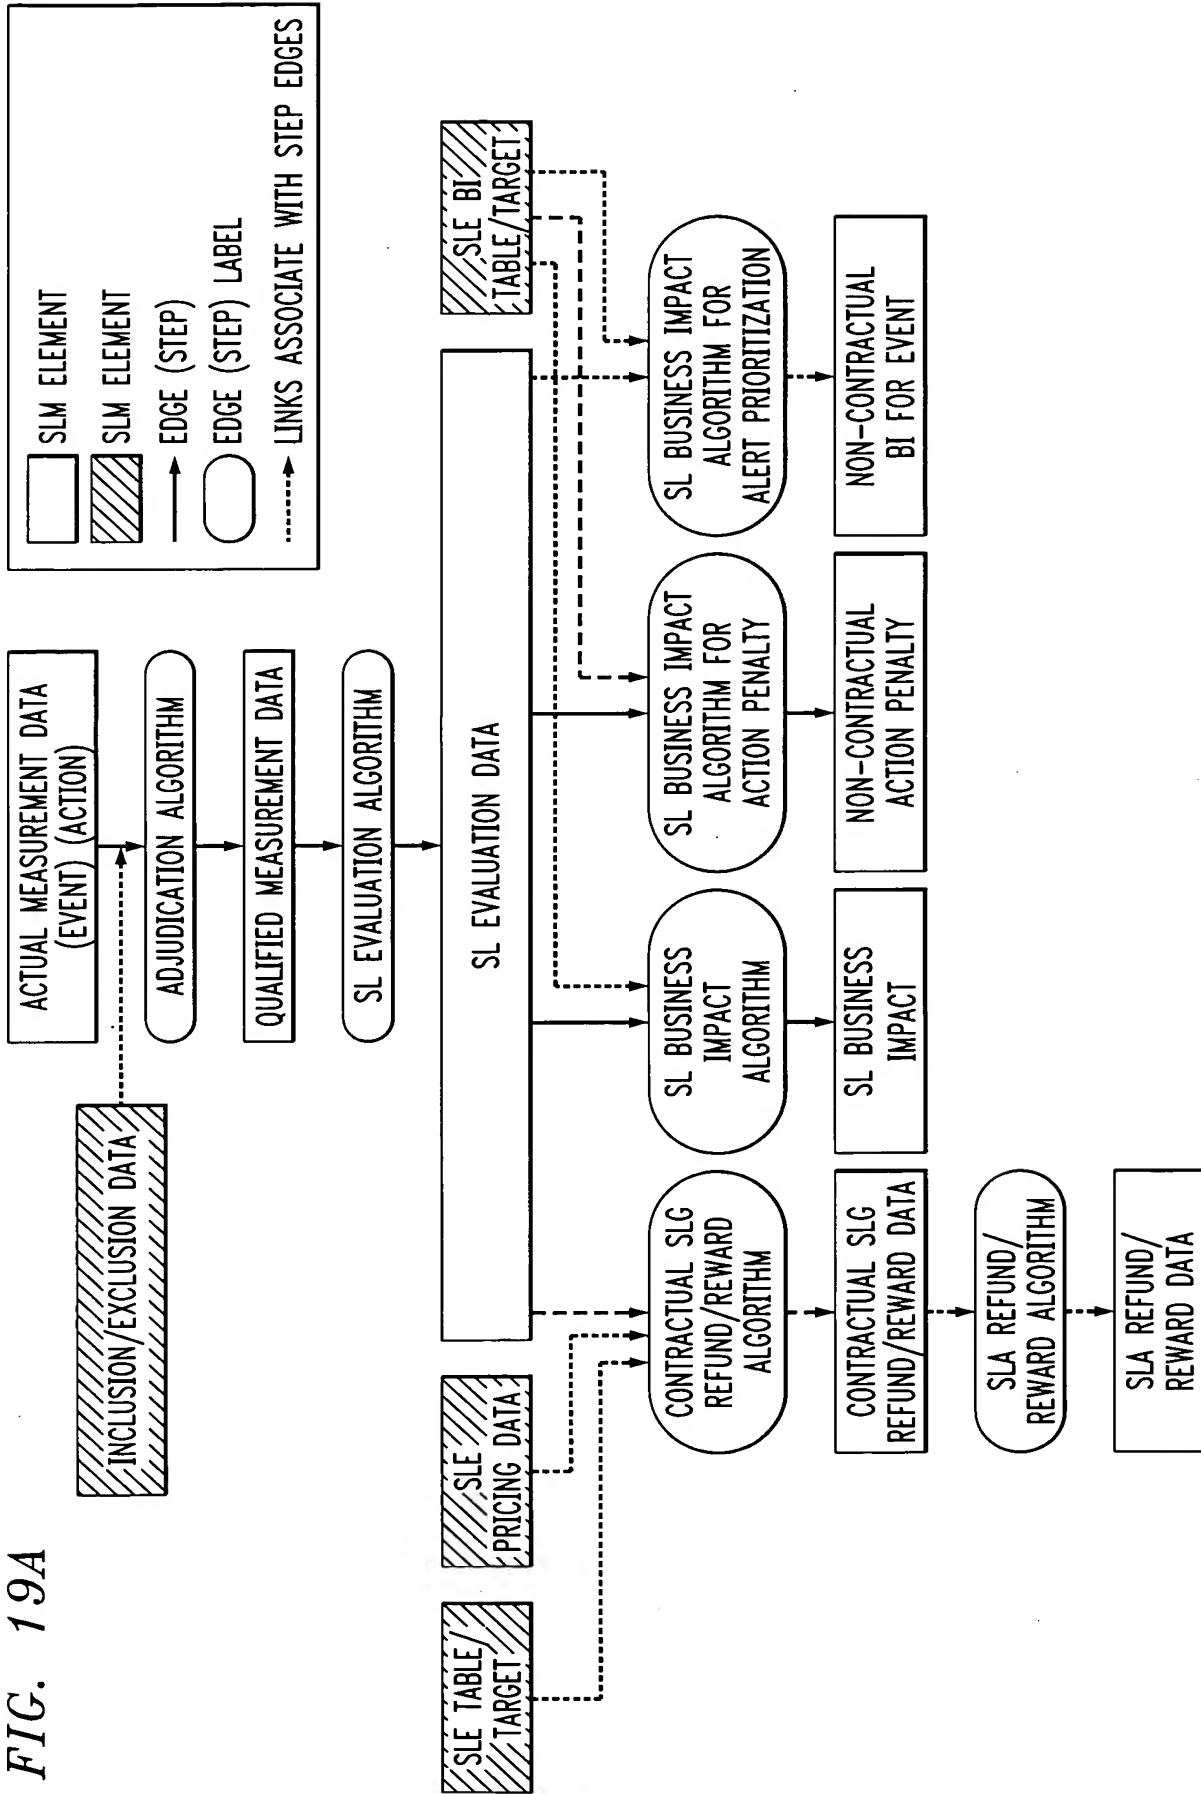 FIG. 19A
SLM ELEMENT
SLM ELEMENT
EDGE (STEP)
EDGE (STEP) LABEL
LINKS ASSOCIATE WITH STEP EDGES
ACTUAL MEASUREMENT DATA
(EVENT) (ACTION)
INCLUSION/EXCLUSION DATA
ADJUDICATION ALGORITHM
QUALIFIED MEASUREMENT DATA
SL EVALUATION ALGORITHM
SLE TABLE/
TARGET
SLE
PRICING DATA
SL EVALUATION DATA
SLE BI
TABLE/TARGET
CONTRACTUAL SLG
REFUND/REWARD
ALGORITHM
SL BUSINESS
IMPACT
ALGORITHM
SL BUSINESS IMPACT
ALGORITHM FOR
ACTION PENALTY
SL BUSINESS IMPACT
ALGORITHM FOR
ALERT PRIORITIZATION
CONTRACTUAL SLG
REFUND/REWARD DATA
SL BUSINESS
IMPACT
NON-CONTRACTUAL
ACTION PENALTY
NON-CONTRACTUAL
BI FOR EVENT
SLA REFUND/
REWARD ALGORITHM
SLA REFUND/
REWARD DATA